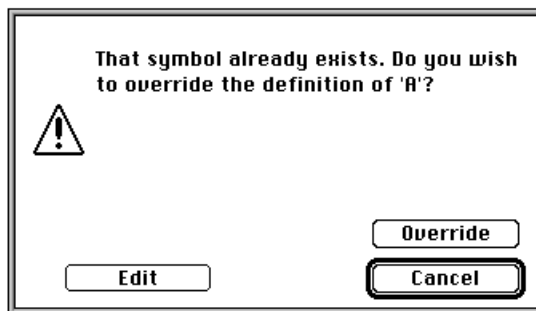 That symbol already exists. Do you wish
to override the definition of 'A'?
Override
Edit
Cancel